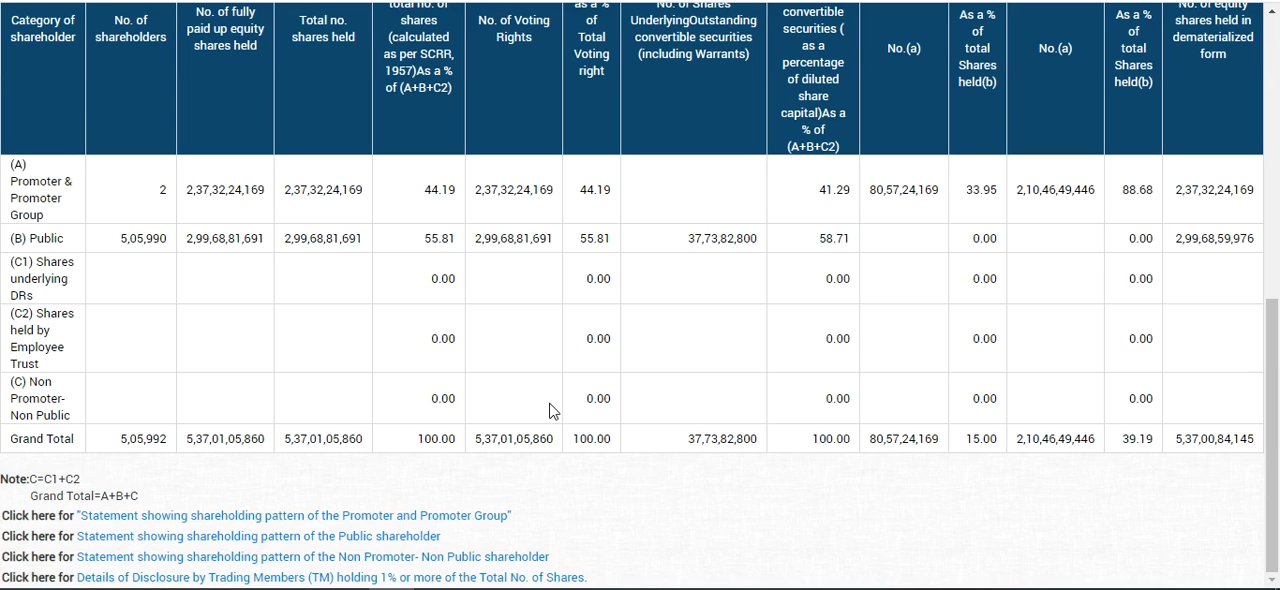 Category of shareholder
No. of shareholders
No. of fully paid up equity shares held
Total no. shares held
total no. of shares (calculated as per SCRR, 1957)As a % of (A+B+C2)
No. of Voting Rights
as a % of Total Voting right
No. of Shares UnderlyingOutstanding convertible securities (including Warrants)
convertible securities ( as a percentage of diluted share capital)As a % of (A+B+C2)
No.(a)
As a % of total Shares held(b)
No.(a)
As a % of total Shares held(b)
No. of equity shares held in dematerialized form
(A) Promoter & Promoter Group 2 2,37,32,24,169 2,37,32,24,169 44.19 2,37,32,24,169 44.19 41.29 80,57,24,169 33.95 2,10,46,49,446 88.68 2,37,32,24,169
(B) Public 5,05,990 2,99,68,81,691 2,99,68,81,691 55.81 2,99,68,81,691 55.81 37,73,82,800 58.71 0.00 0.00 2,99,68,59,976
(C1) Shares underlying DRs 0.00 0.00 0.00 0.00 0.00
(C2) Shares held by Employee Trust 0.00 0.00 0.00 0.00 0.00
(C) Non Promoter- Non Public 0.00 0.00 0.00 0.00 0.00
Grand Total 5,05,992 5,37,01,05,860 5,37,01,05,860 100.00 5,37,01,05,860 100.00 37,73,82,800 100.00 80,57,24,169 15.00 2,10,46,49,446 39.19 5,37,00,84,145
Note:C=C1+C2
Grand Total=A+B+C
Click here for "Statement showing shareholding pattern of the Promoter and Promoter Group"
Click here for Statement showing shareholding pattern of the Public shareholder
Click here for Statement showing shareholding pattern of the Non Promoter- Non Public shareholder
Click here for Details of Disclosure by Trading Members (TM) holding 1% or more of the Total No. of Shares.